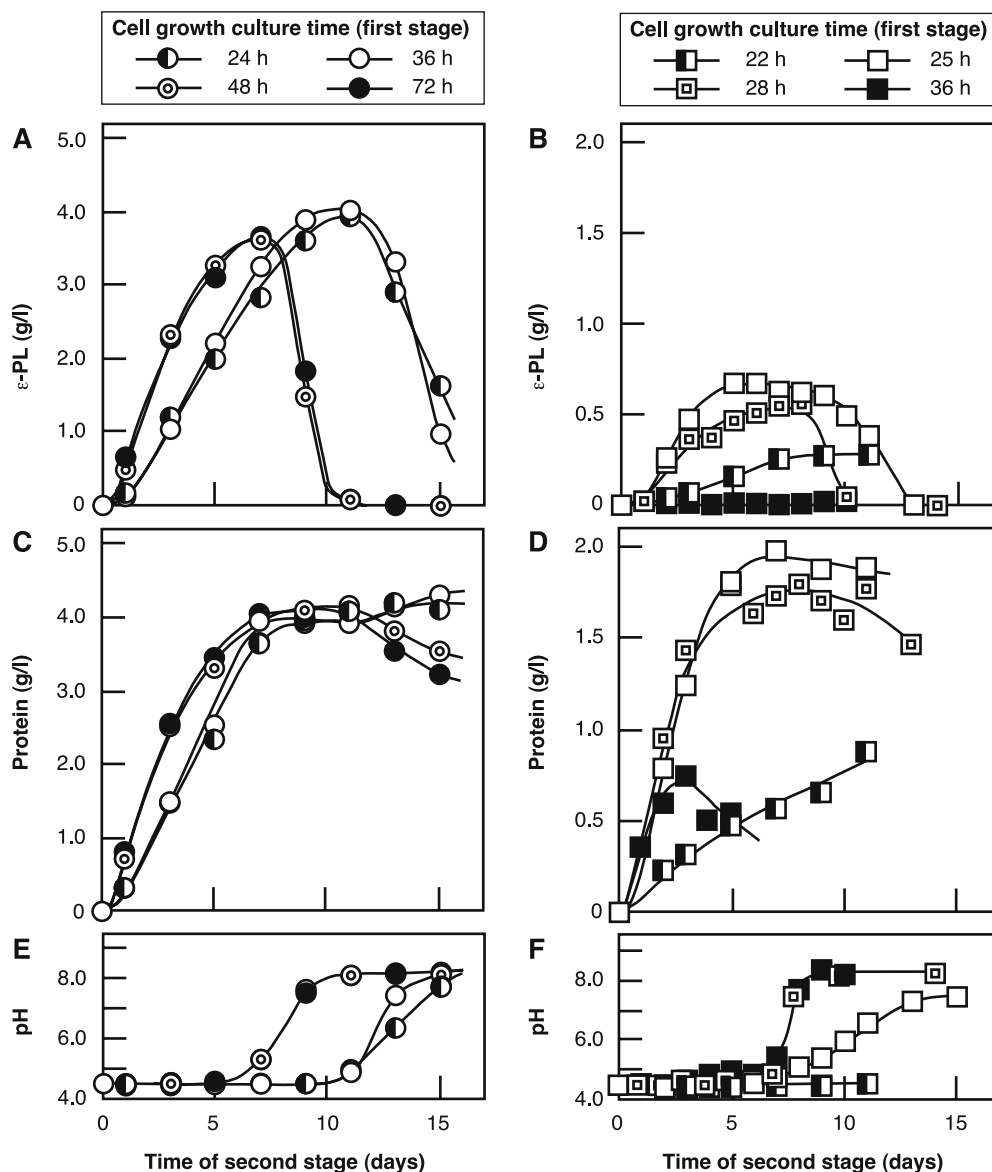 Cell growth culture time (first stage)
24 h 36 h
48 h 72 h
Cell growth culture time (first stage)
22 h 25 h
28 h 36 h
A
5.0
4.0
3.0
2.0
1.0
0
ε-PL (g/l)
B
2.0
1.5
1.0
0.5
0
ε-PL (g/l)
C
5.0
4.0
3.0
2.0
1.0
0
Protein (g/l)
D
2.0
1.5
1.0
0.5
0
Protein (g/l)
E
8.0
6.0
4.0
pH
0 5 10 15
Time of second stage (days)
F
8.0
6.0
4.0
pH
0 5 10 15
Time of second stage (days)